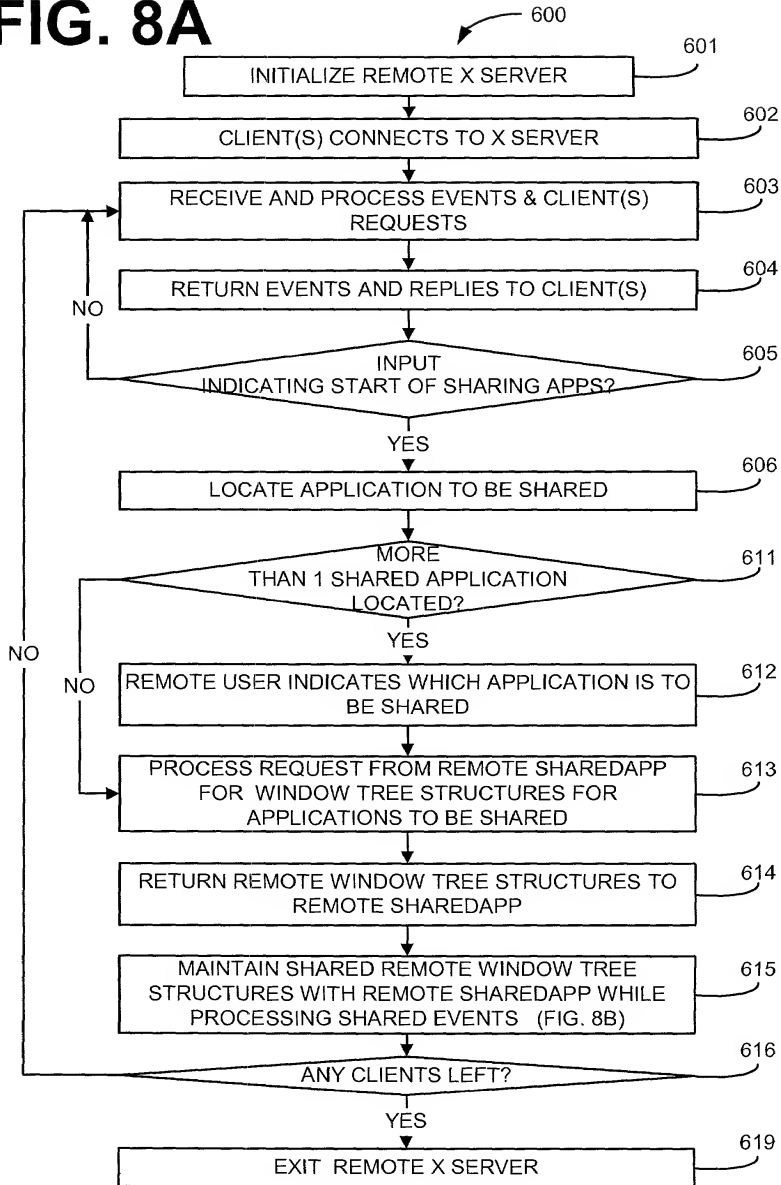 FIG. 8A
600
INITIALIZE REMOTE X SERVER
601
CLIENT(S) CONNECTS TO X SERVER
602
RECEIVE AND PROCESS EVENTS & CLIENT(S)
REQUESTS
603
RETURN EVENTS AND REPLIES TO CLIENT(S)
604
NO
INPUT
INDICATING START OF SHARING APPS?
605
YES
LOCATE APPLICATION TO BE SHARED
606
MORE
THAN 1 SHARED APPLICATION
LOCATED?
611
YES
NO
NO
REMOTE USER INDICATES WHICH APPLICATION IS TO
BE SHARED
612
PROCESS REQUEST FROM REMOTE SHAREDAPP
FOR WINDOW TREE STRUCTURES FOR
APPLICATIONS TO BE SHARED
613
RETURN REMOTE WINDOW TREE STRUCTURES TO
REMOTE SHAREDAPP
614
MAINTAIN SHARED REMOTE WINDOW TREE
STRUCTURES WITH REMOTE SHAREDAPP WHILE
PROCESSING SHARED EVENTS (FIG. 8B)
615
ANY CLIENTS LEFT?
616
YES
EXIT REMOTE X SERVER
619